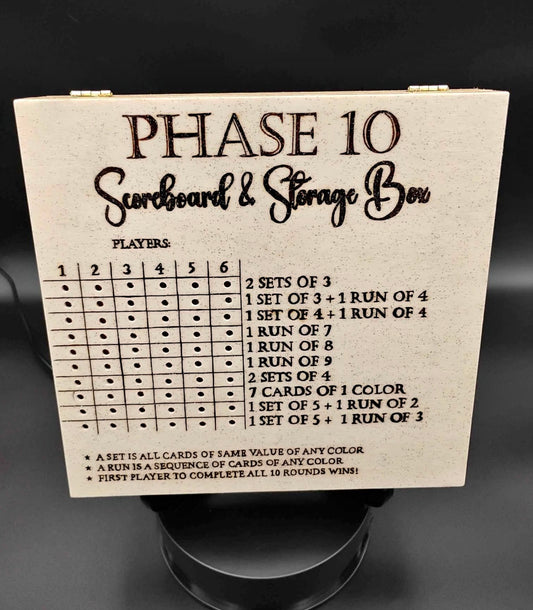 PHASE 10
Scoreboard & Storage Box
PLAYERS:
1 2 3 4 5 6
2 SETS OF 3
1 SET OF 3 + 1 RUN OF 4
1 SET OF 4 + 1 RUN OF 4
1 RUN OF 7
1 RUN OF 8
1 RUN OF 9
2 SETS OF 4
7 CARDS OF 1 COLOR
1 SET OF 5 + 1 RUN OF 2
1 SET OF 5 + 1 RUN OF 3
★ A SET IS ALL CARDS OF SAME VALUE OF ANY COLOR
★ A RUN IS A SEQUENCE OF CARDS OF ANY COLOR
★ FIRST PLAYER TO COMPLETE ALL 10 ROUNDS WINS!